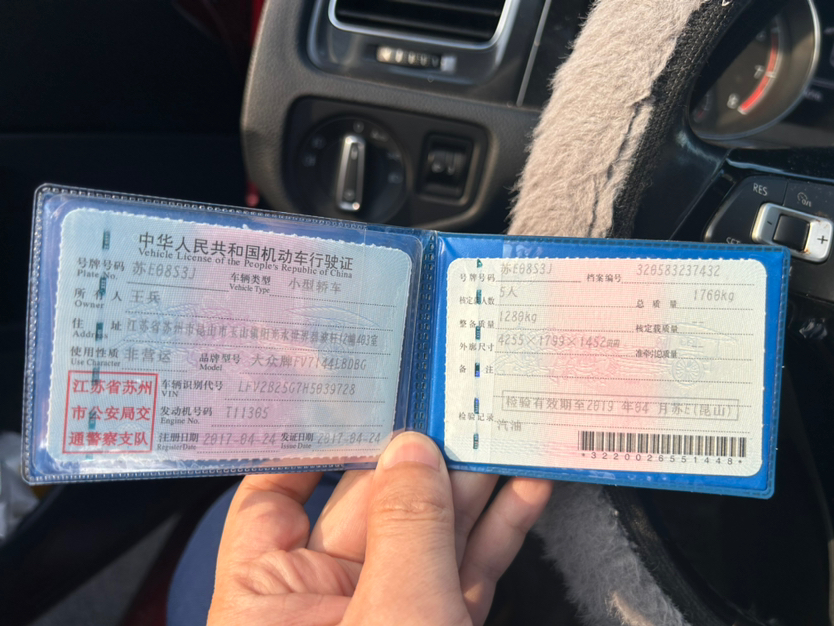 中华人民共和国机动车行驶证
Vehicle License of the People's Republic of China
号牌号码 苏E0853J 车辆类型 小型轿车
Plate No. Vehicle Type
所有人 王兵
Owner
住址 江苏省苏州市昆山市玉山镇
Address
使用性质 非营运 品牌型号 大众牌FV7144LBDBG
Use Character Model
江苏省苏州
市公安局交
通警察支队
车辆识别代号 LFV2B25G7H5039728
VIN
发动机号码 T11305
Engine No.
注册日期 2017-04-24 发证日期 2017-04-24
Register Date Issue Date
号牌号码 苏E0853J 档案编号 320583237432
核定载人数 5人 总质量 1760kg
整备质量 1280kg 核定载质量
外廓尺寸 4255×1799×1452mm 准牵引总质量
备注
检验有效期至2019年04月苏E(昆山)
检验记录
汽油
*3220026551448*
RES
+